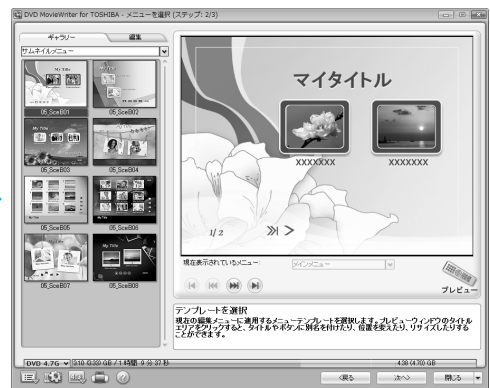 DVD MovieWriter for TOSHIBA - メニューを選択 [ステップ: 2/3]
ギャラリー
編集
サムネイルメニュー
05_SceB01
05_SceB02
05_SceB03
05_SceB04
05_SceB05
05_SceB06
05_SceB07
05_SceB08
マイタイトル
XXXXXXX
XXXXXXX
1/2
現在表示されているメニュー:
メインメニュー
プレビュー
テンプレートを選択
現在の編集メニューに適用するメニューテンプレートを選択します。プレビューウィンドウのタイトル
エリアをクリックすると、タイトルやボタンに別名を付けたり、位置を変えたり、リサイズしたりする
ことができます。
DVD 4.7G
4.38 (4.70) GB
<戻る
次へ>
閉じる